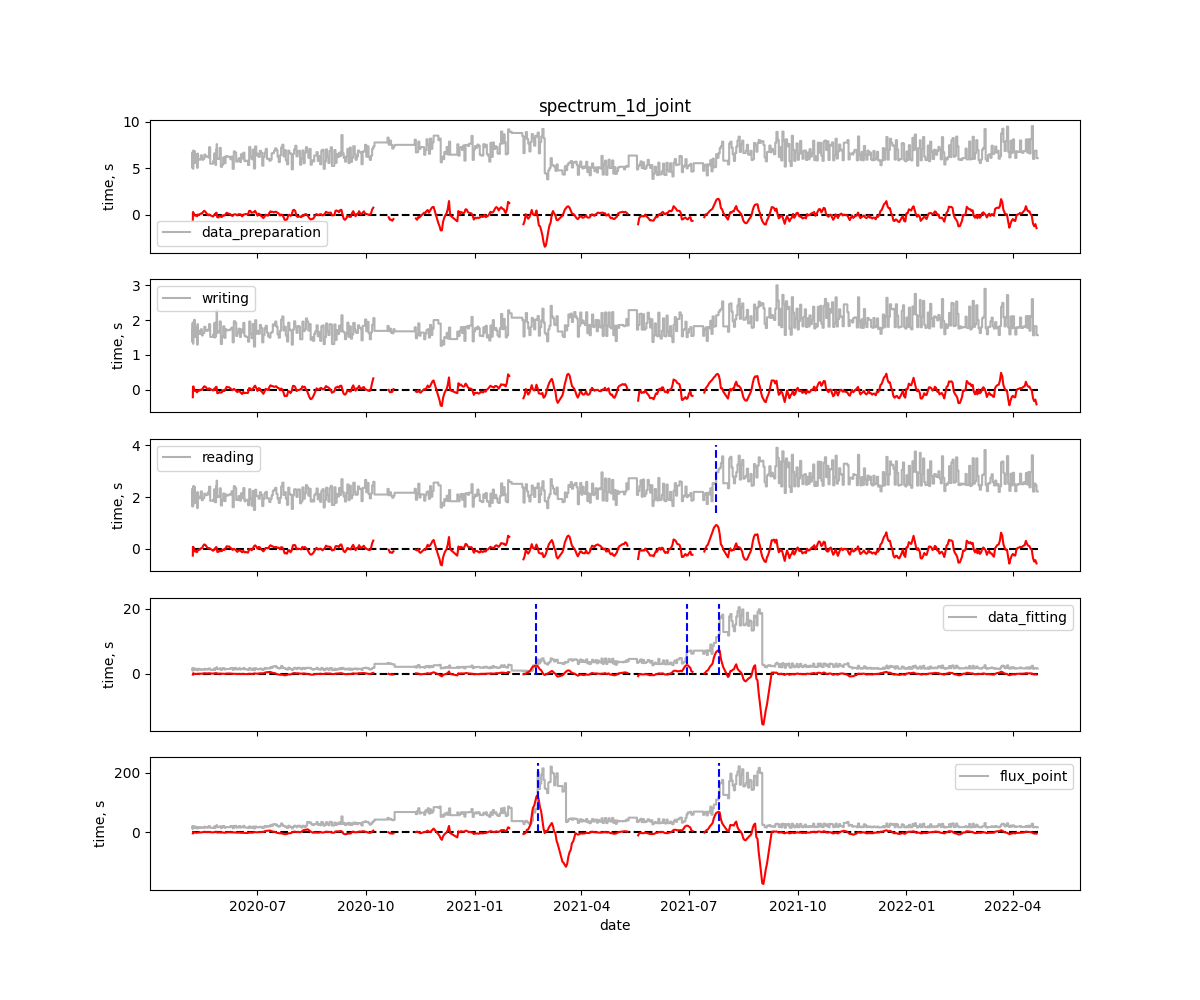 spectrum_1d_joint
10
5
0
time, s
data_preparation
3
2
1
0
time, s
writing
4
2
0
time, s
reading
20
0
time, s
data_fitting
200
0
time, s
flux_point
2020-07 2020-10 2021-01 2021-04 2021-07 2021-10 2022-01 2022-04
date